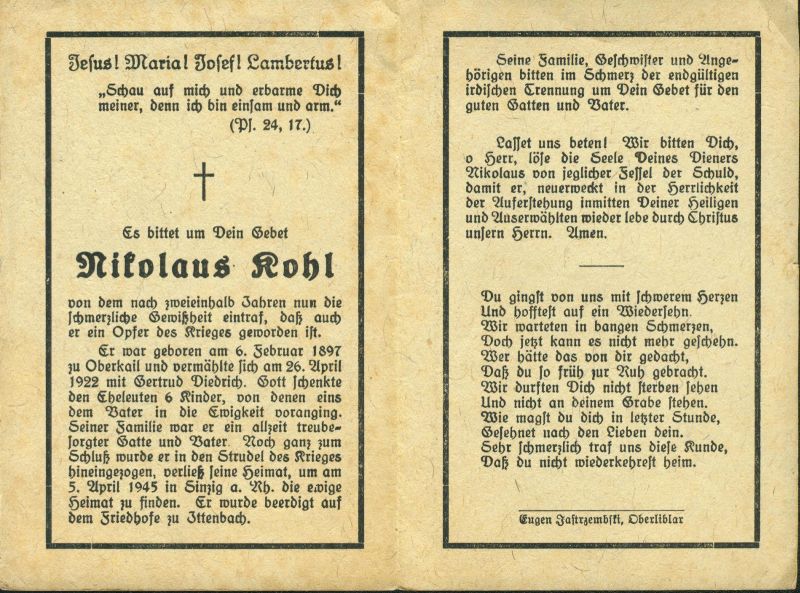 Jesus! Maria! Josef! Lambertus!
„Schau auf mich und erbarme Dich
meiner, denn ich bin einsam und arm.“
(Ps. 24, 17.)
Es bittet um Dein Gebet
Nikolaus Kohl
von dem nach zweieinhalb Jahren nun die
schmerzliche Gewißheit eintraf, daß auch
er ein Opfer des Krieges geworden ist.
Er war geboren am 6. Februar 1897
zu Oberkail und vermählte sich am 26. April
1922 mit Gertrud Diedrich. Gott schenkte
den Eheleuten 6 Kinder, von denen eins
dem Vater in die Ewigkeit voranging.
Seiner Familie war er ein allzeit treube-
sorgter Gatte und Vater. Noch ganz zum
Schluß wurde er in den Strudel des Krieges
hineingezogen, verließ seine Heimat, um am
5. April 1945 in Sinzig a. Rh. die ewige
Heimat zu finden. Er wurde beerdigt auf
dem Friedhofe zu Ittenbach.
Seine Familie, Geschwister und Ange-
hörigen bitten im Schmerz der endgültigen
irdischen Trennung um Dein Gebet für den
guten Gatten und Vater.
Lasset uns beten! Wir bitten Dich,
o Herr, löse die Seele Deines Dieners
Nikolaus von jeglicher Fessel der Schuld,
damit er, neuerweckt in der Herrlichkeit
der Auferstehung inmitten Deiner Heiligen
und Auserwählten wieder lebe durch Christus
unsern Herrn. Amen.
Du gingst von uns mit schwerem Herzen
Und hofftest auf ein Wiedersehn.
Wir warteten in bangen Schmerzen,
Doch jetzt kann es nicht mehr geschehn.
Wer hätte das von dir gedacht,
Daß du so früh zur Ruh gebracht.
Wir durften Dich nicht sterben sehen
Und nicht an deinem Grabe stehen.
Wie magst du dich in letzter Stunde,
Gesehnet nach den Lieben dein.
Sehr schmerzlich traf uns diese Kunde,
Daß du nicht wiederkehrest heim.
Eugen Jastrzembski, Oberliblar